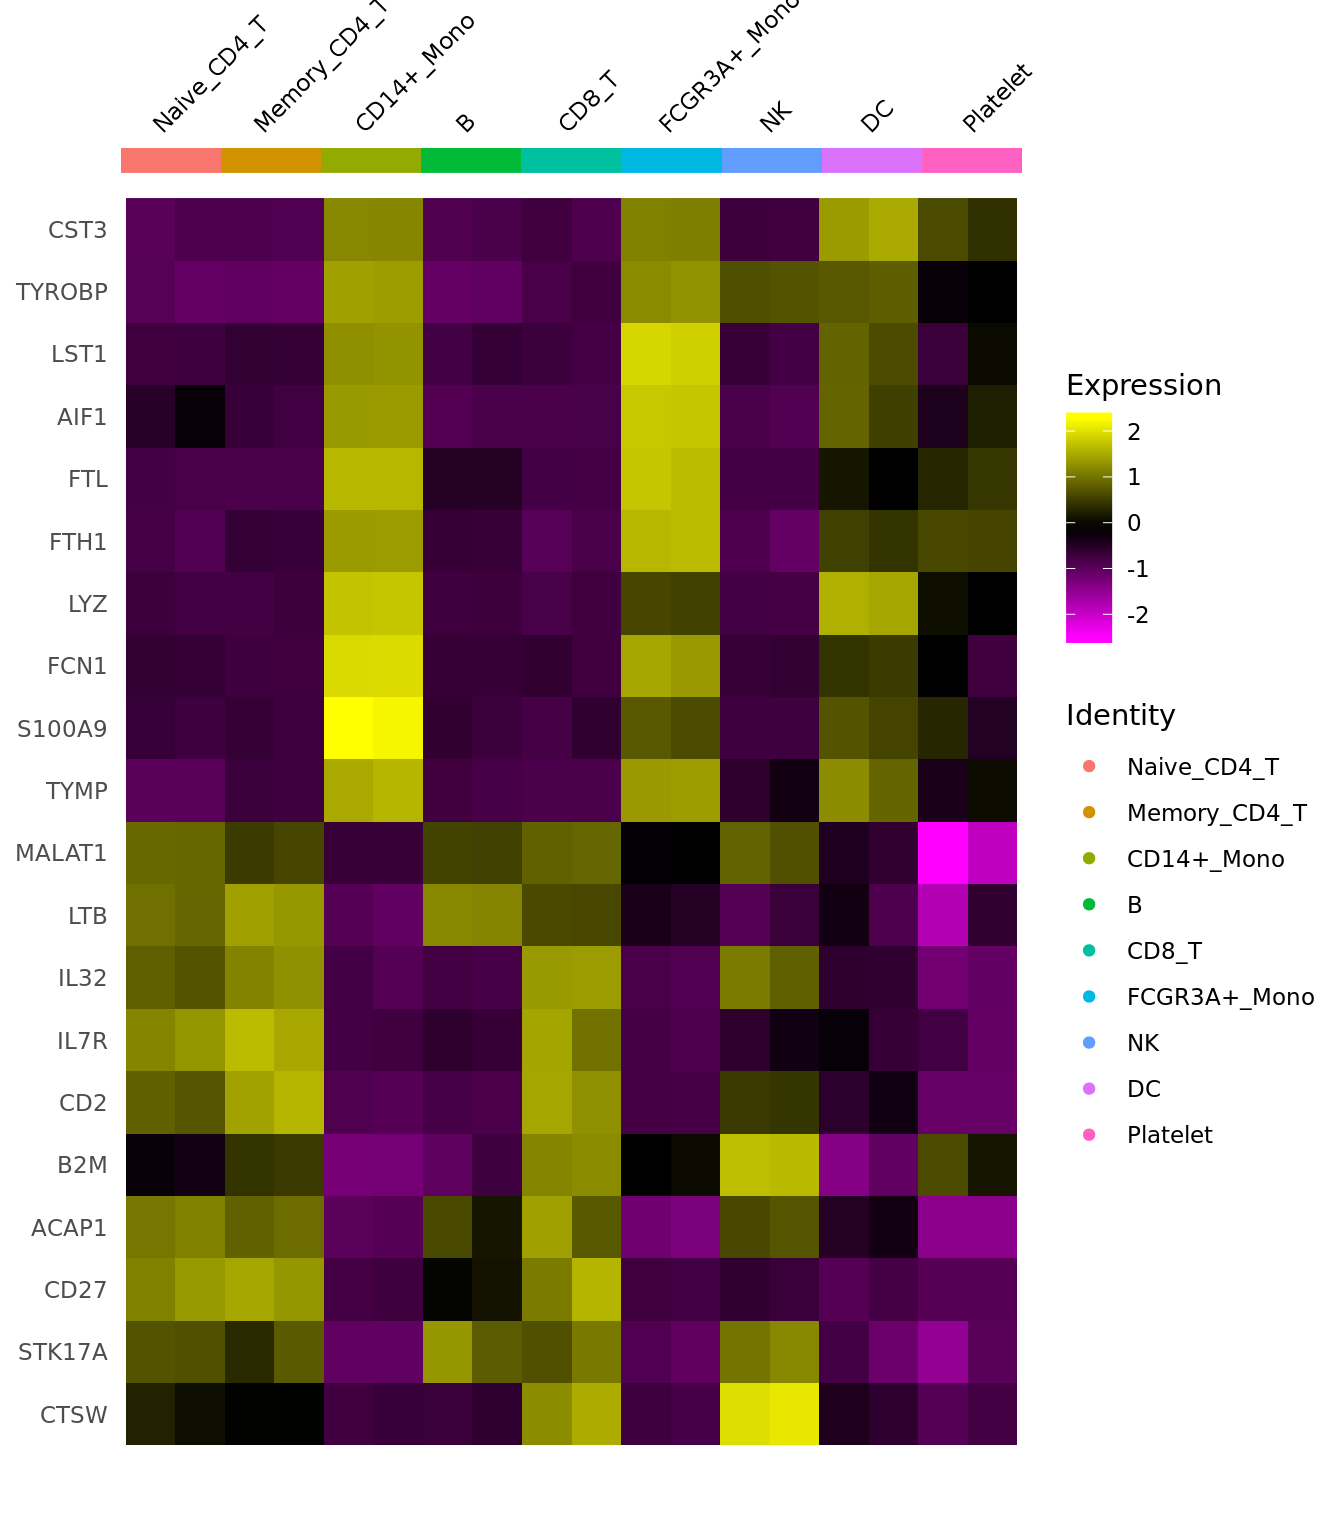 Naive_CD4_T
Memory_CD4_T
CD14+_Mono
B
CD8_T
FCGR3A+_Mono
NK
DC
Platelet
CST3
TYROBP
LST1
AIF1
FTL
FTH1
LYZ
FCN1
S100A9
TYMP
MALAT1
LTB
IL32
IL7R
CD2
B2M
ACAP1
CD27
STK17A
CTSW
Expression
2
1
0
-1
-2
Identity
Naive_CD4_T
Memory_CD4_T
CD14+_Mono
B
CD8_T
FCGR3A+_Mono
NK
DC
Platelet